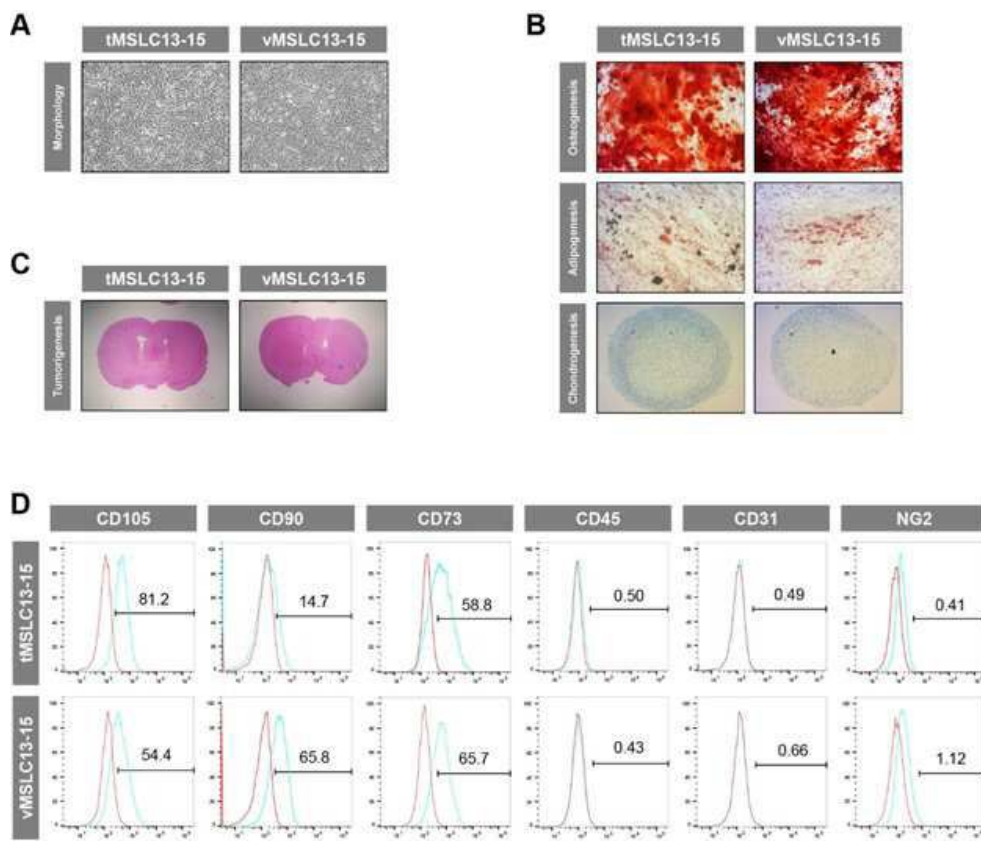 A
tMSLC13-15
vMSLC13-15
Morphology
B
tMSLC13-15
vMSLC13-15
Osteogenesis
Adipogenesis
Chondrogenesis
C
tMSLC13-15
vMSLC13-15
Tumorigenesis
D
CD105
CD90
CD73
CD45
CD31
NG2
tMSLC13-15
81.2
14.7
58.8
0.50
0.49
0.41
vMSLC13-15
54.4
65.8
65.7
0.43
0.66
1.12